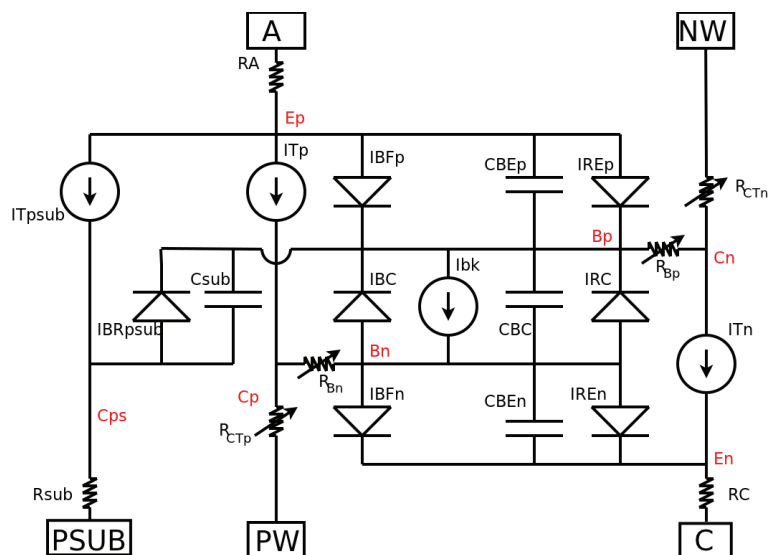 A
NW
RA
Ep
ITp
IBFp
CBEp
IREp
RCTn
ITpsub
Bp
Cn
Csub
IBC
Ibk
RBp
IRC
IBRpsub
CBC
ITn
Bn
RBn
Cp
IBFn
CBEn
IREn
Cps
RCTp
En
Rsub
RC
PSUB
PW
C